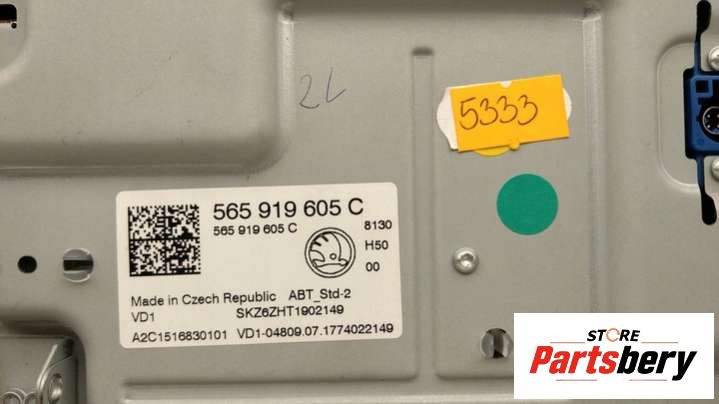 2L
5333
565 919 605 C
565 919 605 C
8130
H50
00
Made in Czech Republic ABT_Std-2
VD1 SKZ6ZHT1902149
A2C1516830101 VD1-04809.07.1774022149
STORE
Partsbery